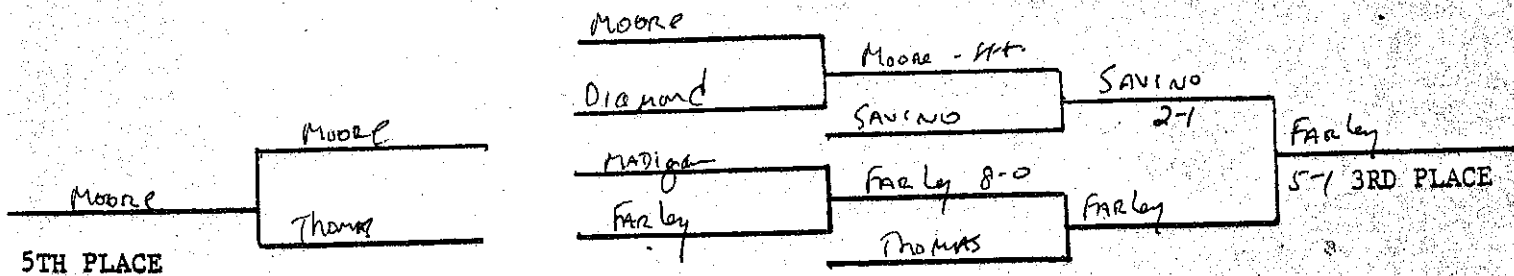 MOORE
MOORE - Hf.
Diamond
SAVINO
2-1
SAVINO
MOORE
FARley
MADigan
FARley 8-0
5-1 3RD PLACE
MOORE
Thomas
FARley
FARley
THOMAS
5TH PLACE